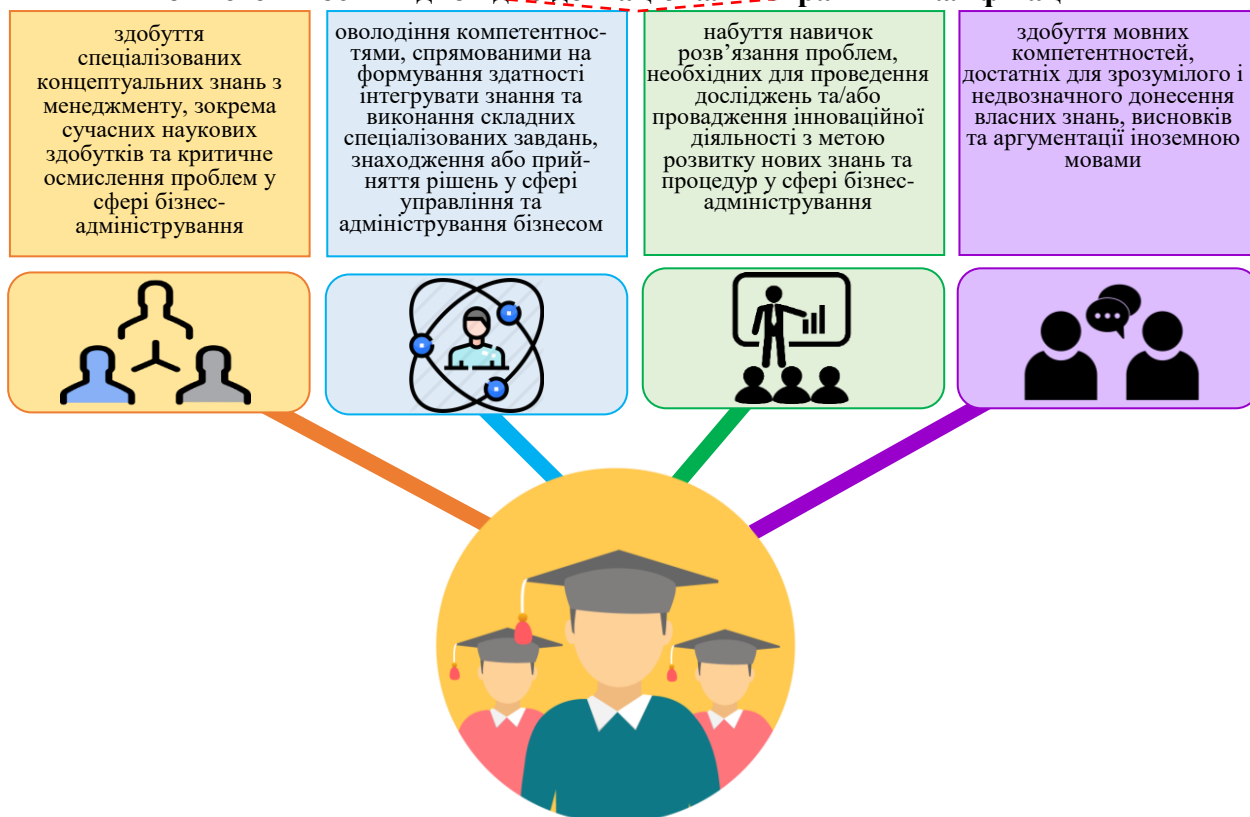 здобуття
спеціалізованих
концептуальних знань з
менеджменту, зокрема
сучасних наукових
здобутків та критичне
осмислення проблем у
сфері бізнес-
адміністрування
оволодіння компетентнос-
тями, спрямованими на
формування здатності
інтегрувати знання та
виконання складних
спеціалізованих завдань,
знаходження або прий-
няття рішень у сфері
управління та
адміністрування бізнесом
набуття навичок
розв’язання проблем,
необхідних для проведення
досліджень та/або
провадження інноваційної
діяльності з метою
розвитку нових знань та
процедур у сфері бізнес-
адміністрування
здобуття мовних
компетентностей,
достатніх для зрозумілого і
недвозначного донесення
власних знань, висновків
та аргументації іноземною
мовами